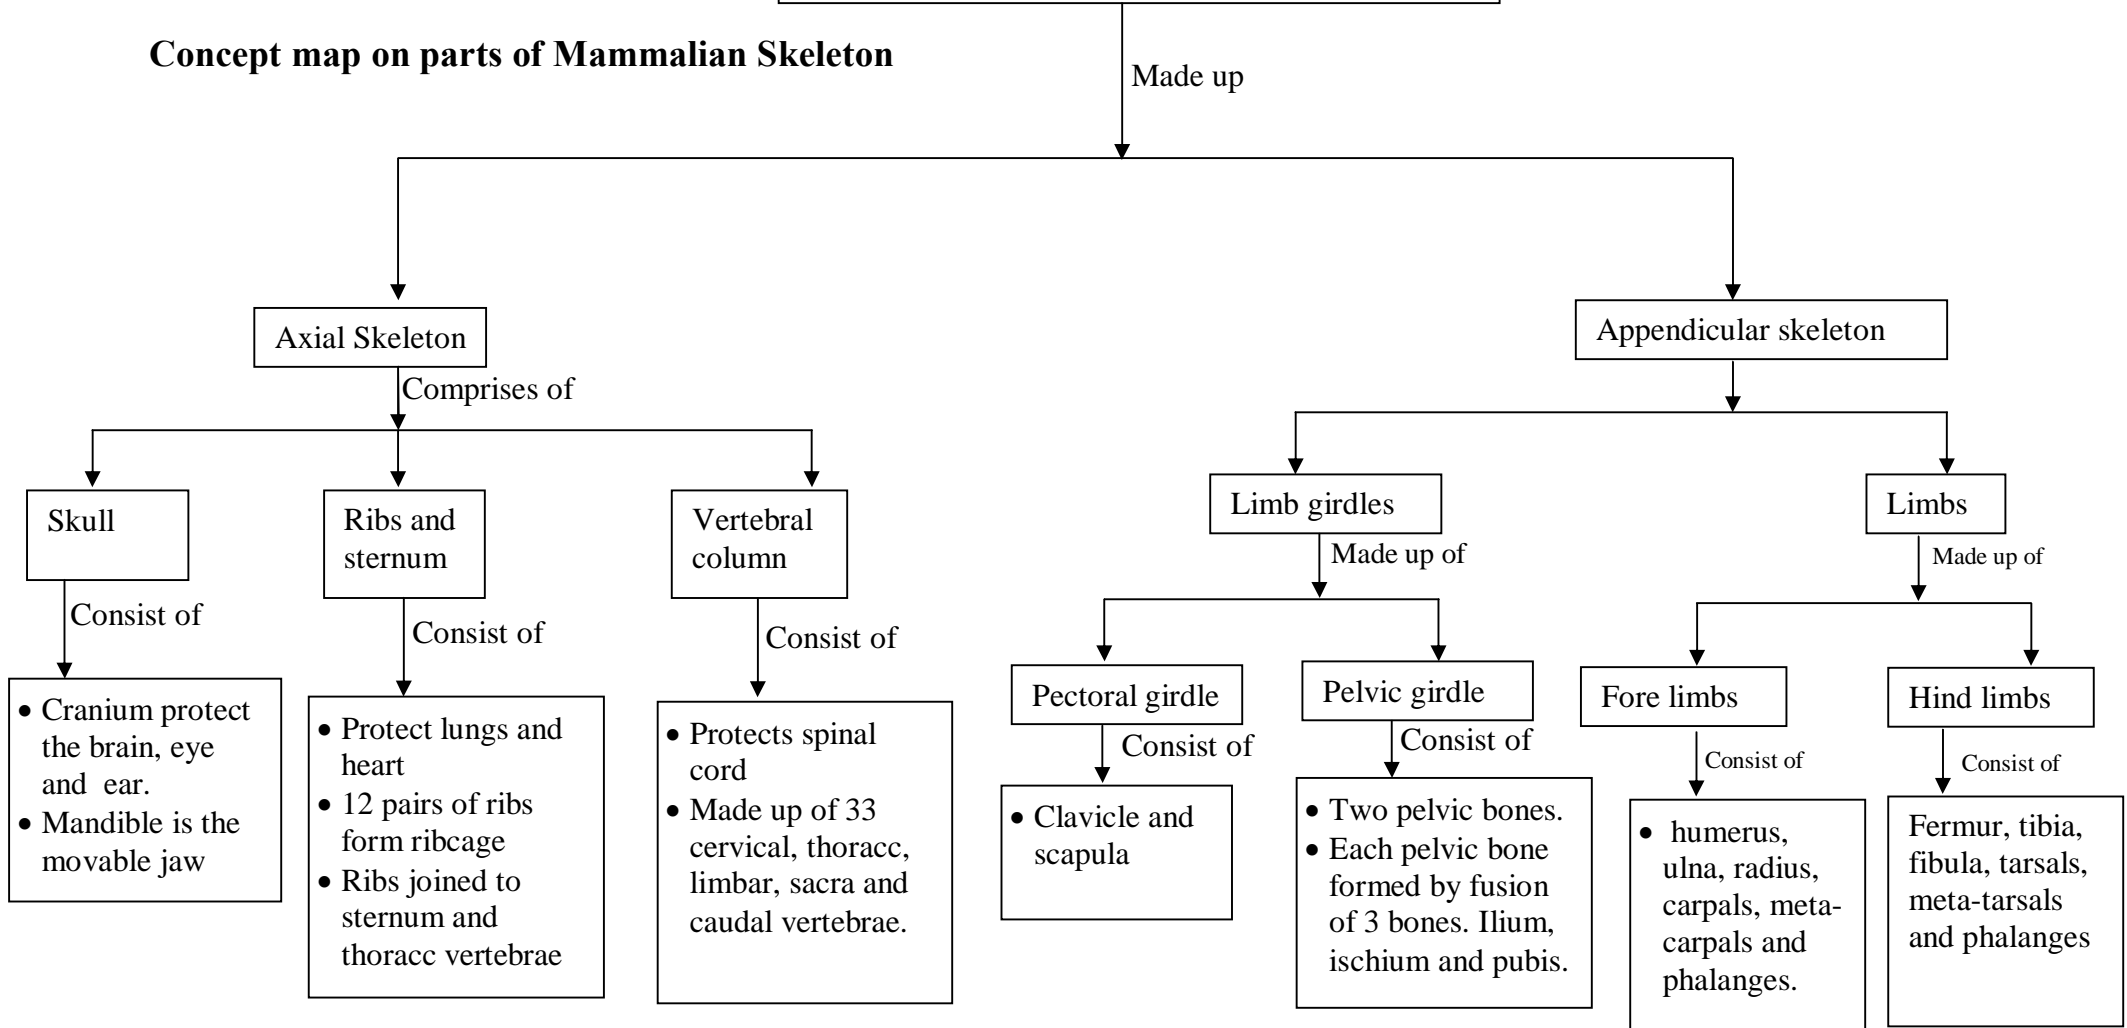 Concept map on parts of Mammalian Skeleton
Made up
Axial Skeleton
Appendicular skeleton
Comprises of
Skull
Ribs and
sternum
Vertebral
column
Limb girdles
Limbs
Made up of
Made up of
Consist of
Consist of
Consist of
Pectoral girdle
Pelvic girdle
Fore limbs
Hind limbs
Consist of
Consist of
Consist of
Consist of
• Cranium protect
the brain, eye
and ear.
• Mandible is the
movable jaw
• Protect lungs and
heart
• 12 pairs of ribs
form ribcage
• Ribs joined to
sternum and
thoracc vertebrae
• Protects spinal
cord
• Made up of 33
cervical, thoracc,
limbar, sacra and
caudal vertebrae.
• Clavicle and
scapula
• Two pelvic bones.
• Each pelvic bone
formed by fusion
of 3 bones. Ilium,
ischium and pubis.
• humerus,
ulna, radius,
carpals, meta-
carpals and
phalanges.
Fermur, tibia,
fibula, tarsals,
meta-tarsals
and phalanges